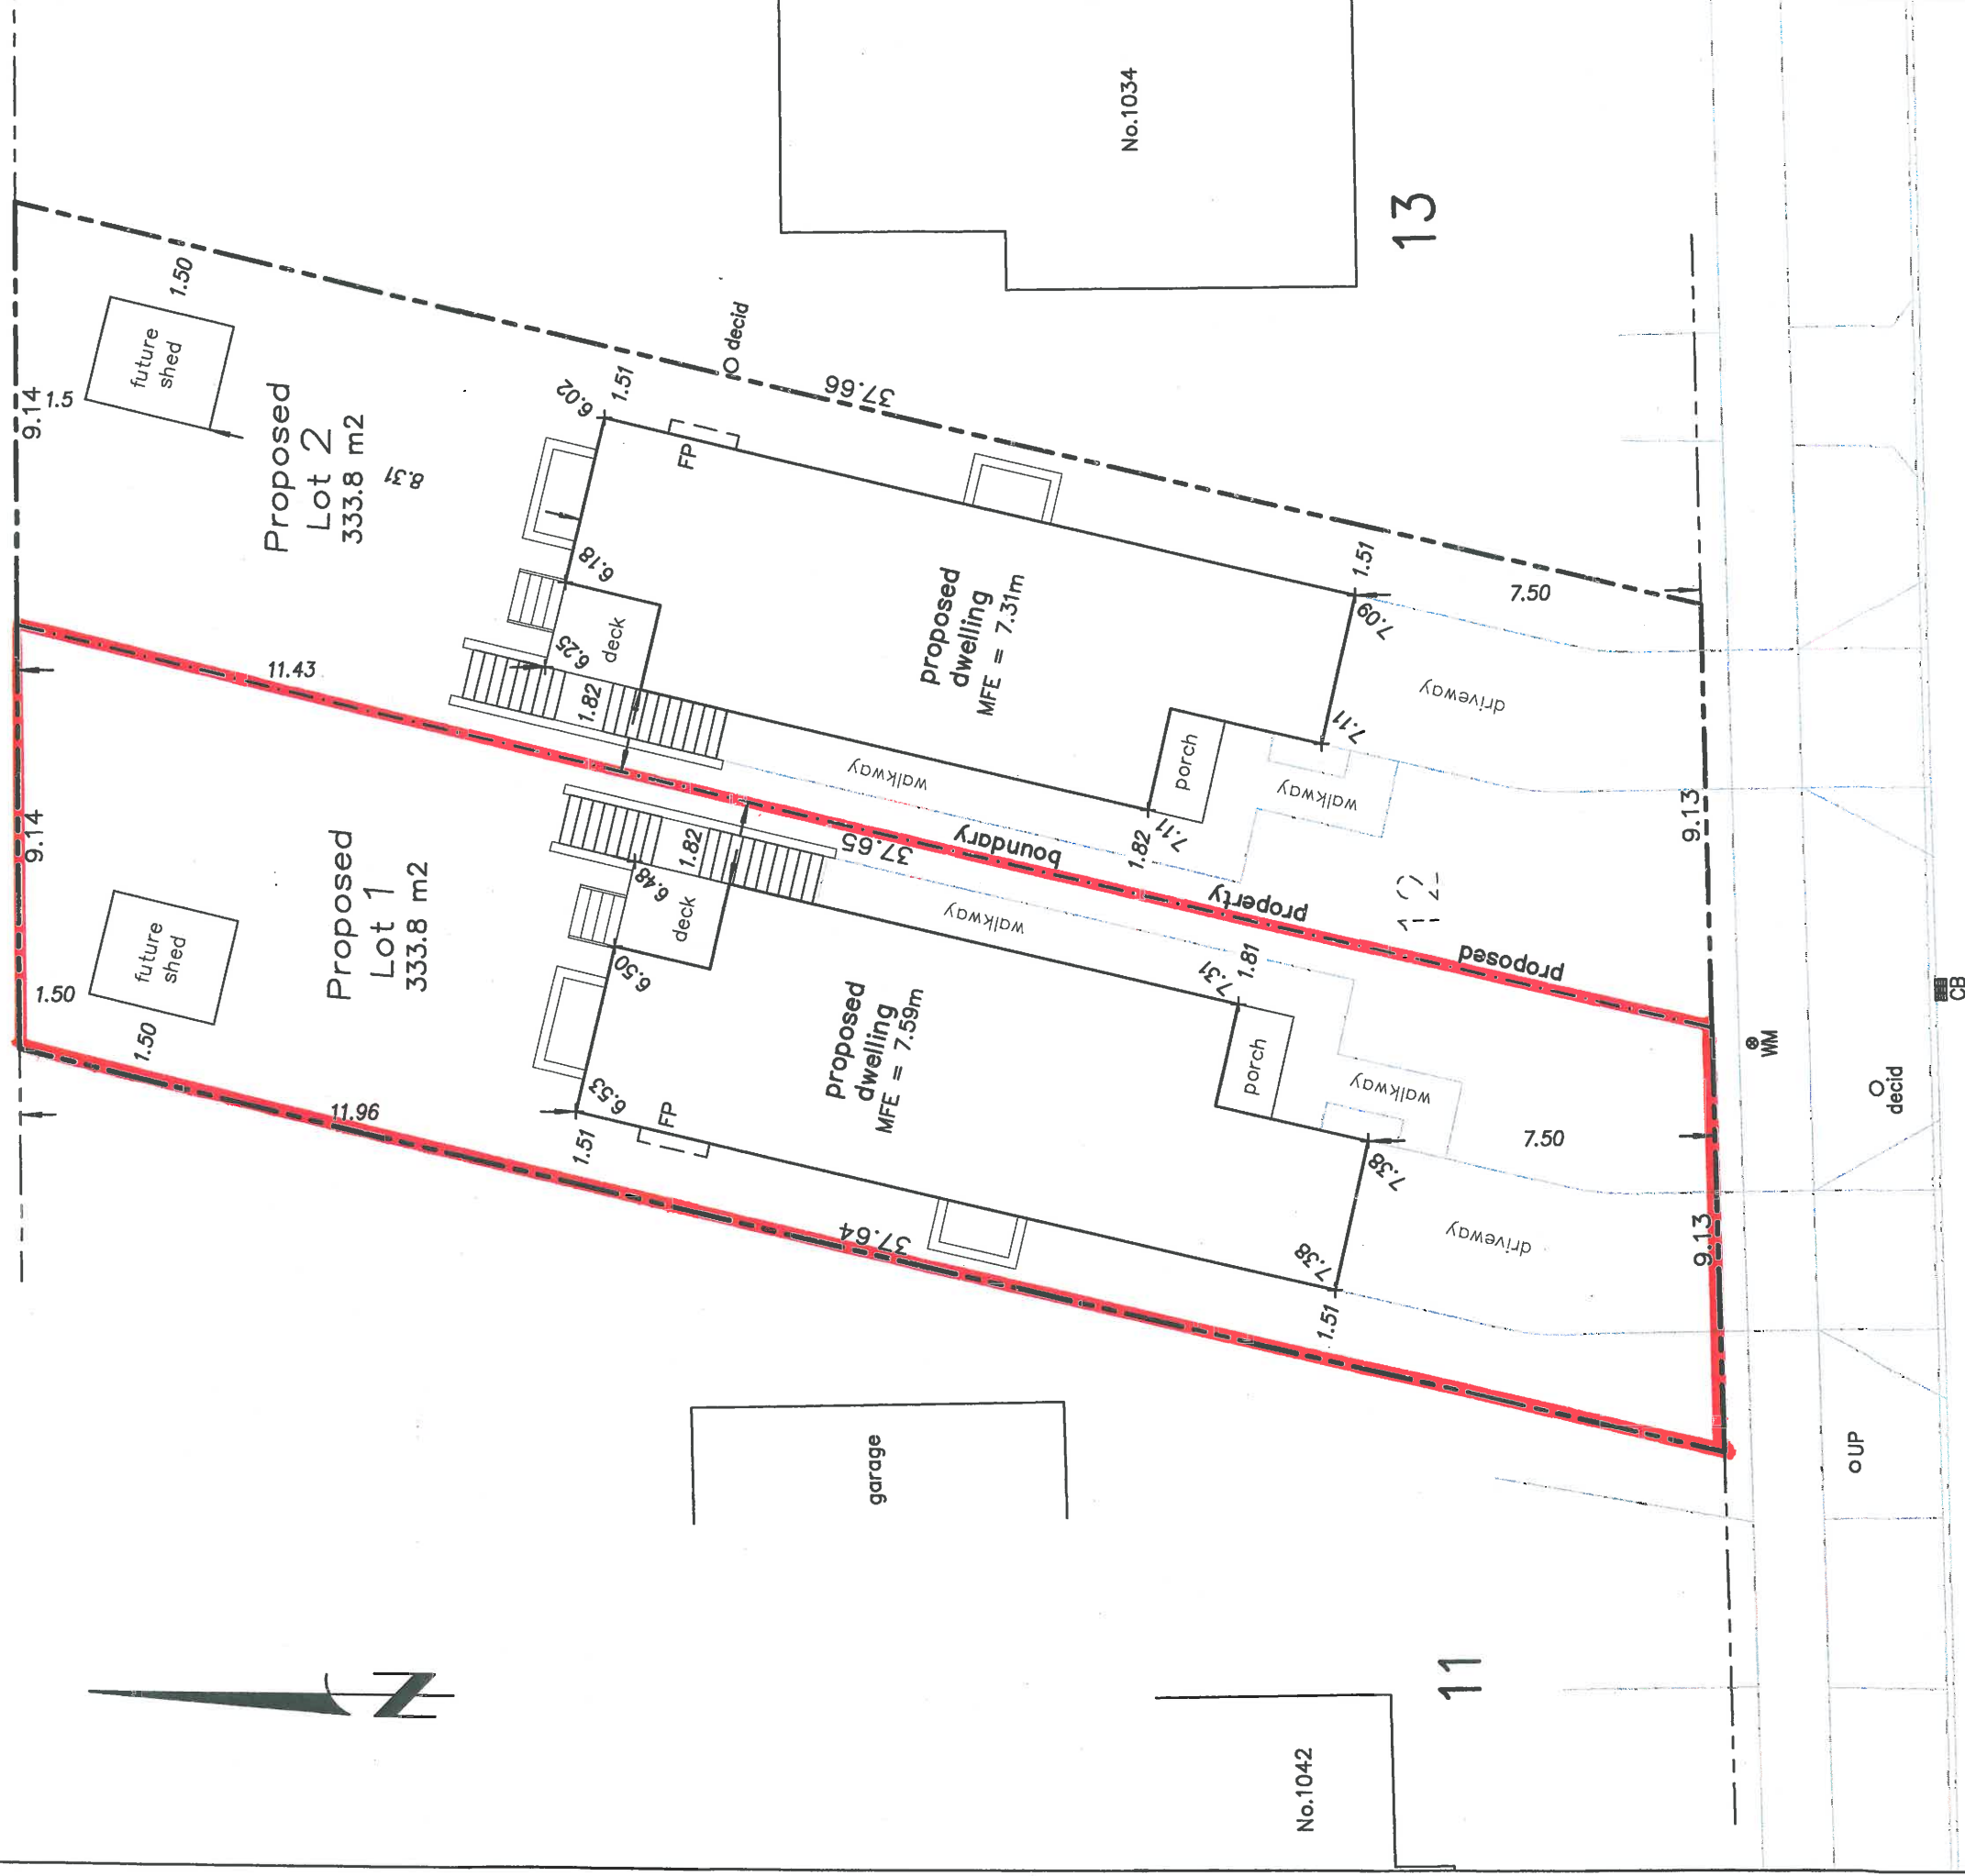 9.14
1.5
future
shed
1.50
Proposed
Lot 2
333.8 m2
8.31
11.43
6.02
1.51
decid
37.66
FP
6.18
6.25
deck
1.82
proposed
dwelling
MFE = 7.31m
walkway
porch
7.11
1.82
7.11
walkway
7.09
1.51
7.50
driveway
9.13
12
No.1034
13
9.14
1.50
future
shed
1.50
Proposed
Lot 1
333.8 m2
11.96
6.53
1.51
FP
6.50
6.48
deck
1.82
37.65
proposed
property
boundary
proposed
dwelling
MFE = 7.59m
walkway
37.64
7.31
1.81
porch
walkway
7.38
7.38
1.51
7.50
driveway
9.13
garage
N
No.1042
11
WM
CB
decid
UP